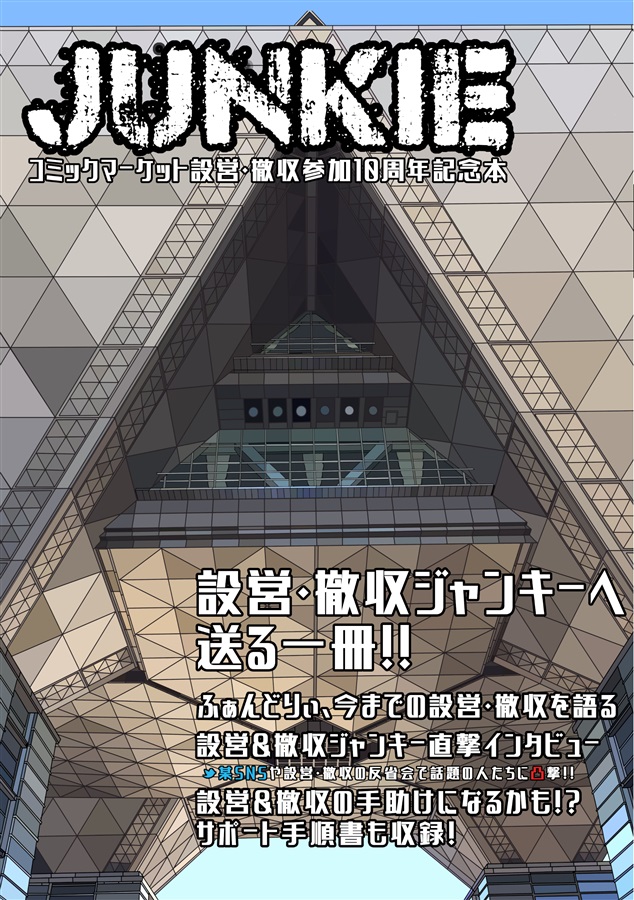 JUNKIE
コミックマーケット設営・撤収参加10周年記念本
設営・撤収ジャンキーへ
送る一冊!!
ふぁんどりぃ、今までの設営・撤収を語る
設営&撤収ジャンキー直撃インタビュー
某SNSや設営・撤収の反省会で話題の人たちに凸撃!!
設営&撤収の手助けになるかも!?
サポート手順書も収録!